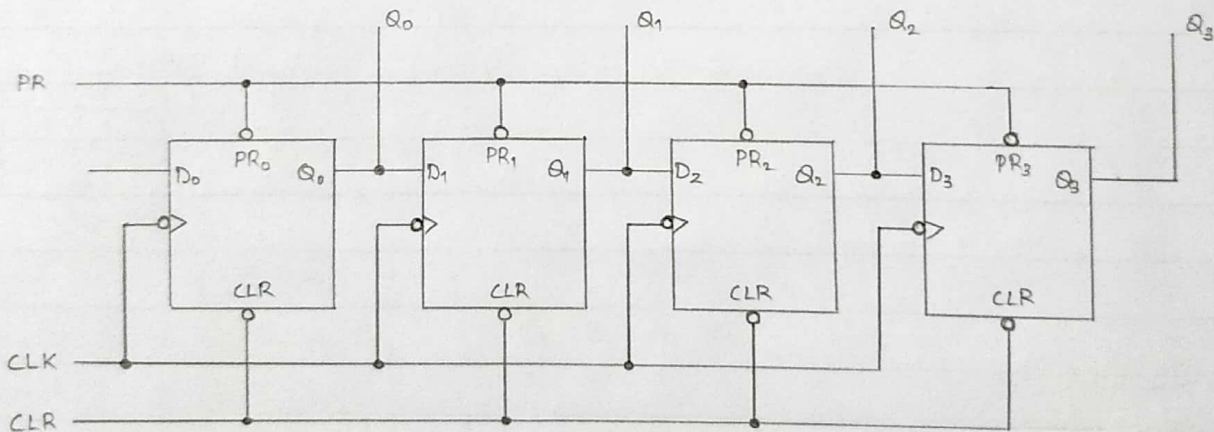 Q0 Q1 Q2 Q3
PR
PR0 PR1 PR2 PR3
D0 Q0 D1 Q1 D2 Q2 D3 Q3
CLR CLR CLR CLR
CLK
CLR